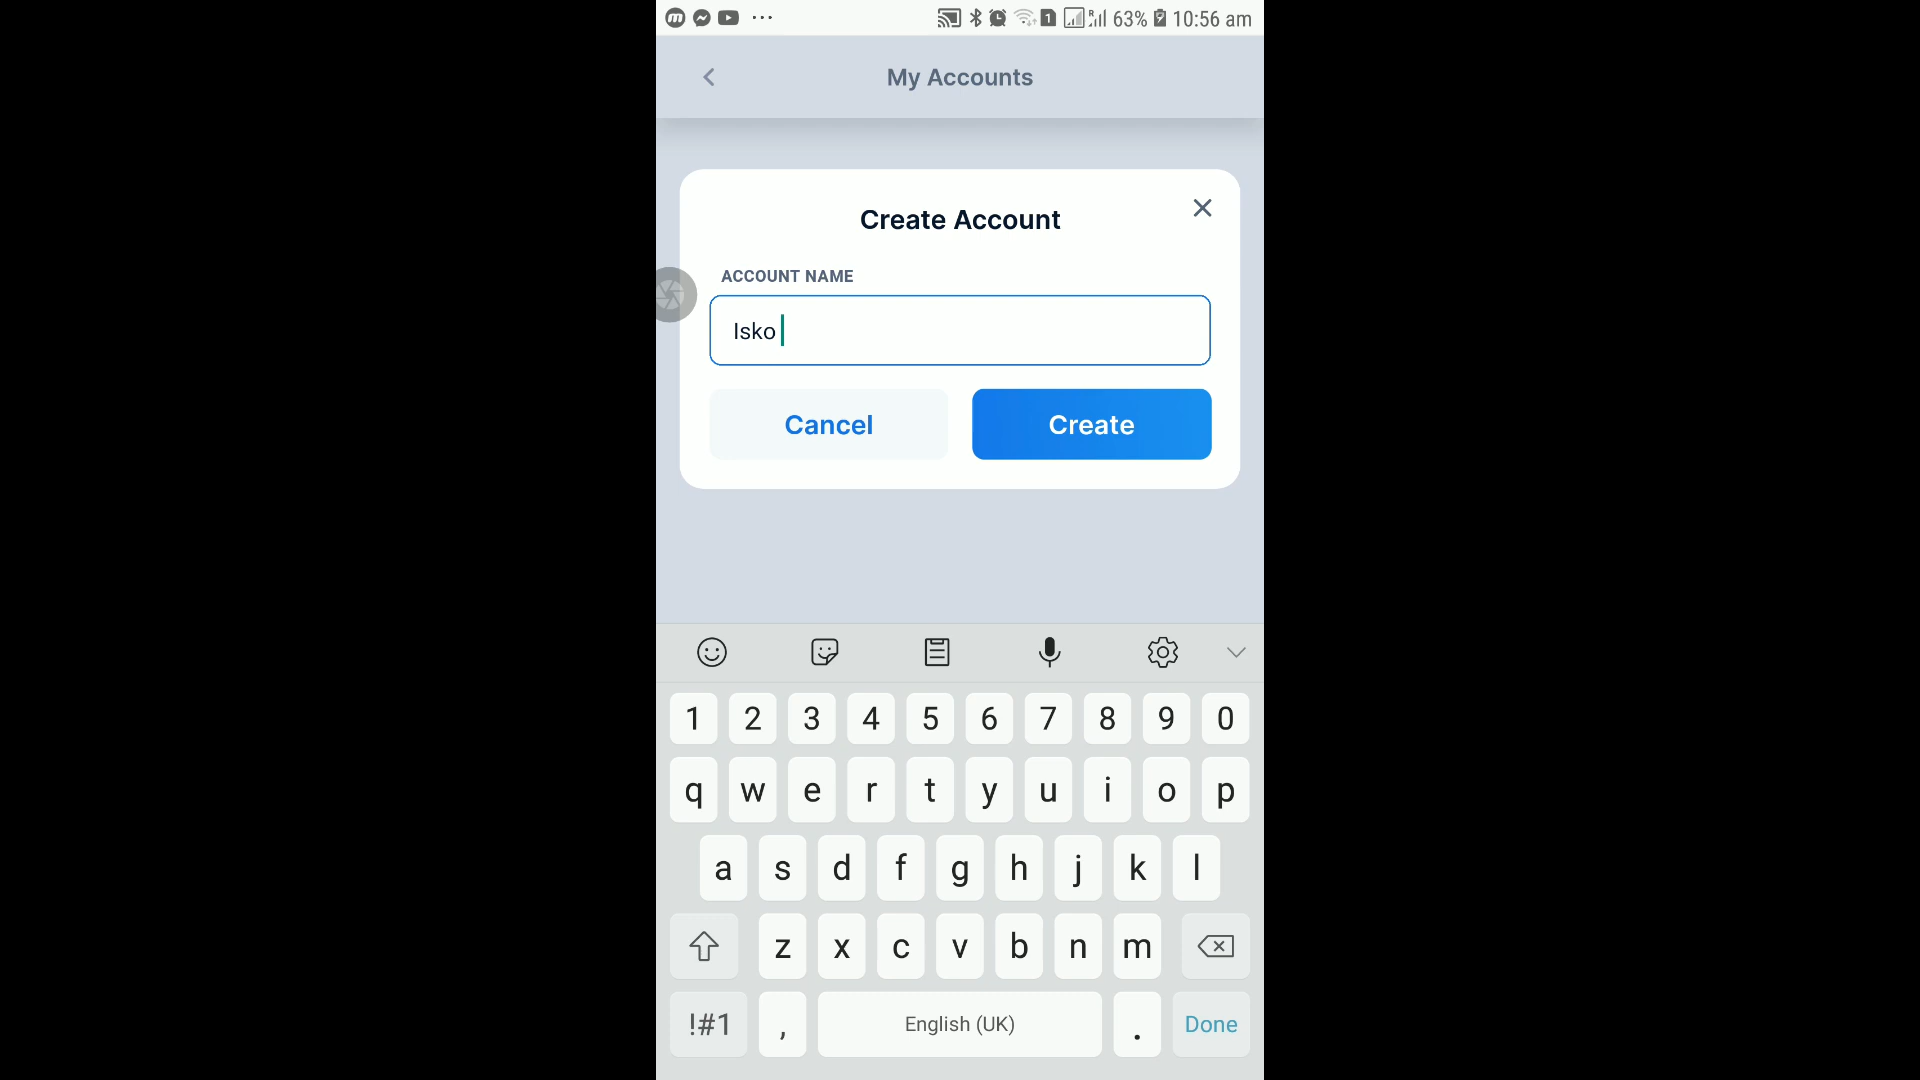 1 63% 10:56 am
My Accounts
Create Account
ACCOUNT NAME
Isko
Cancel Create
1 2 3 4 5 6 7 8 9 0
q w e r t y u i o p
a s d f g h j k l
z x c v b n m
!#1 , English (UK) . Done